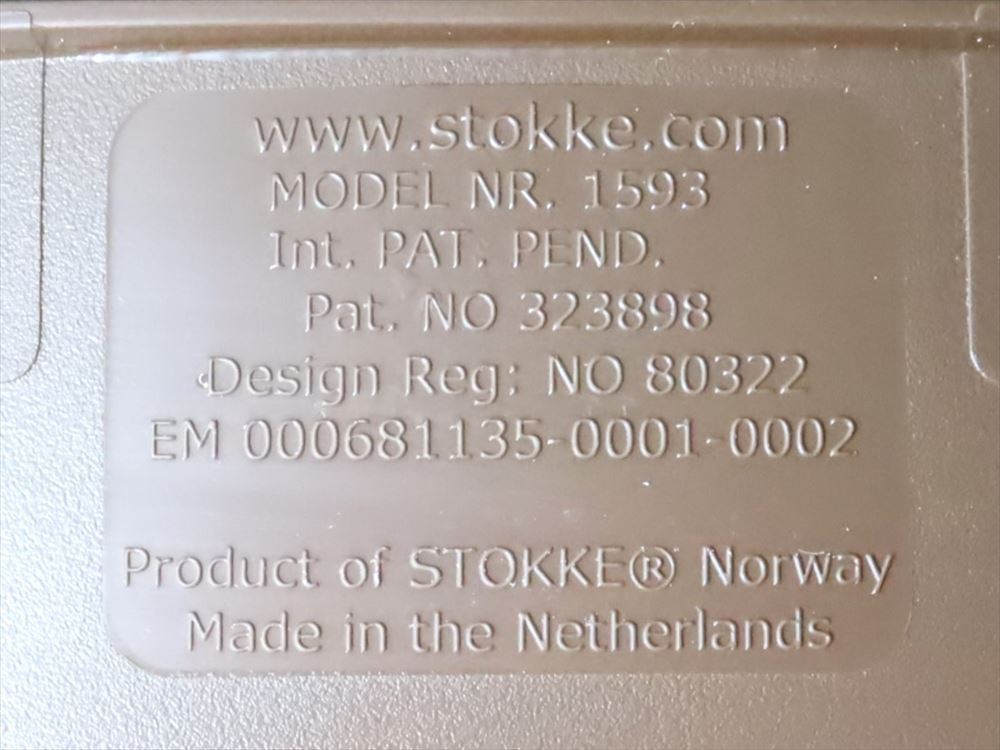 www.stokke.com
MODEL NR. 1593
Int. PAT. PEND.
Pat. NO 323898
Design Reg: NO 80322
EM 000681135-0001-0002
Product of STOKKE® Norway
Made in the Netherlands